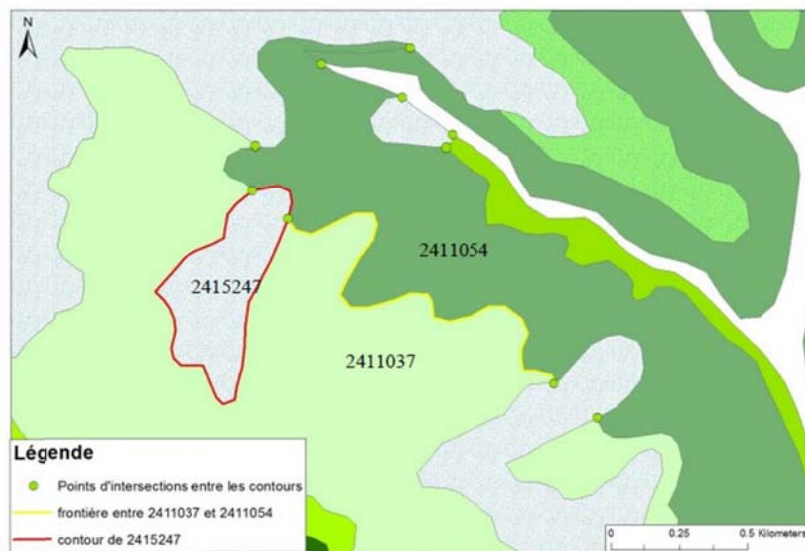 N
2411054
2415247
2411037
Légende
Points d'intersections entre les contours
frontière entre 2411037 et 2411054
contour de 2415247
0 0.25 0.5 Kilometers